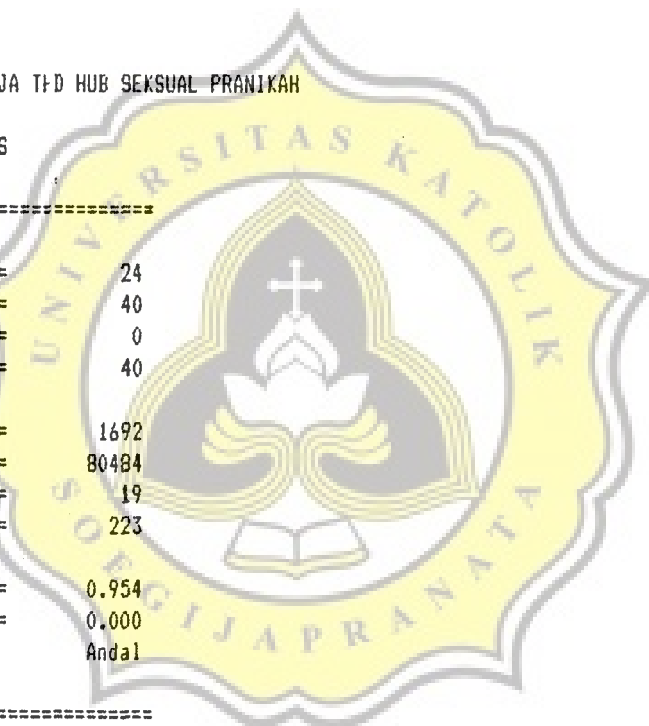 JA THD HUB SEKSUAL PRANIKAH
S
===============
= 24
= 40
= 0
= 40
= 1692
= 80484
= 19
= 223
= 0.954
= 0.000
Andal
===============
UNIVERSITAS KATOLIK
SOEGIJAPRANATA